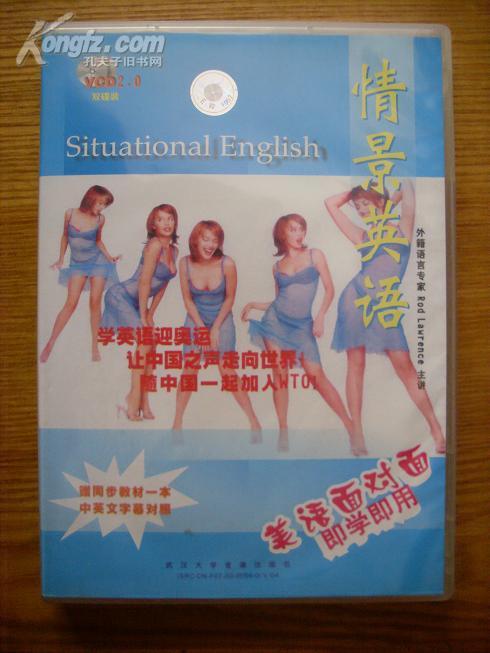 Kongfz.com
孔夫子旧书网
VCD2.0
双碟装
Situational English
情景英语
外籍语言专家 Rod Lawrence 主讲
学英语迎奥运
让中国之声走向世界!
随中国一起加入WTO!
赠同步教材一本
中英文字幕对照
美语面对面
即学即用
武汉大学音像出版社